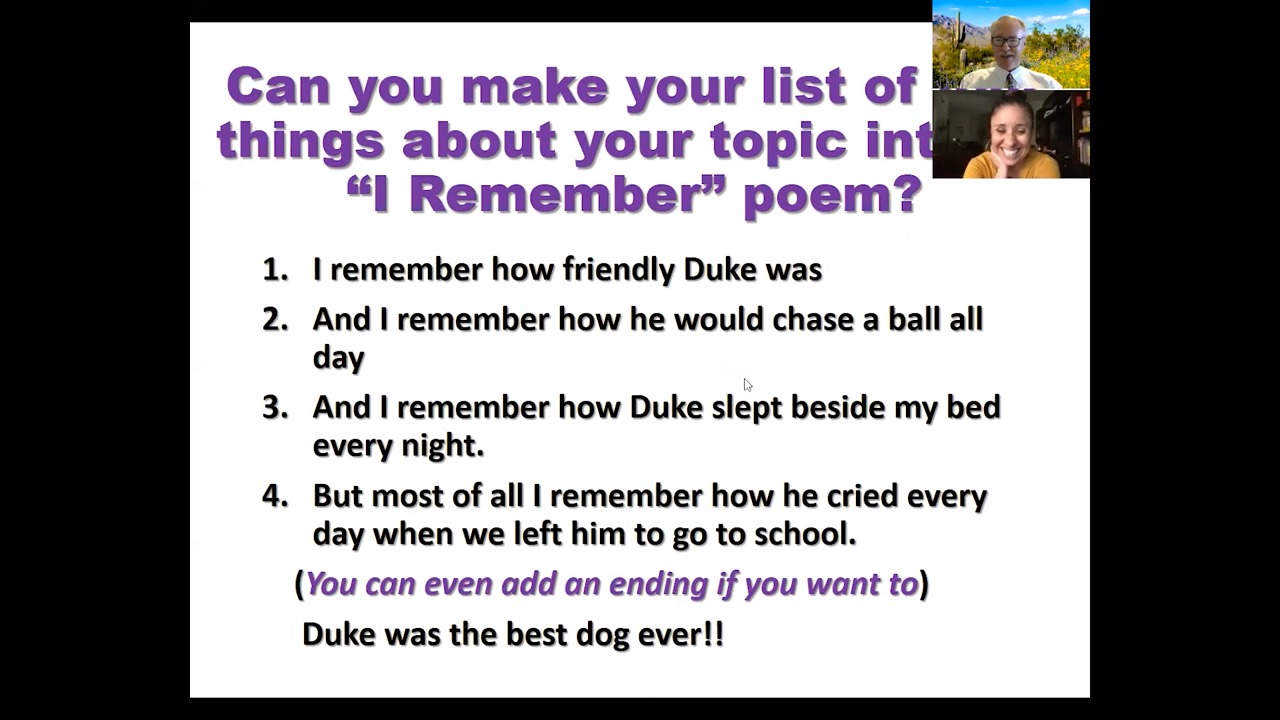 Can you make your list of
things about your topic int
“I Remember” poem?
1. I remember how friendly Duke was
2. And I remember how he would chase a ball all
day
3. And I remember how Duke slept beside my bed
every night.
4. But most of all I remember how he cried every
day when we left him to go to school.
(You can even add an ending if you want to)
Duke was the best dog ever!!